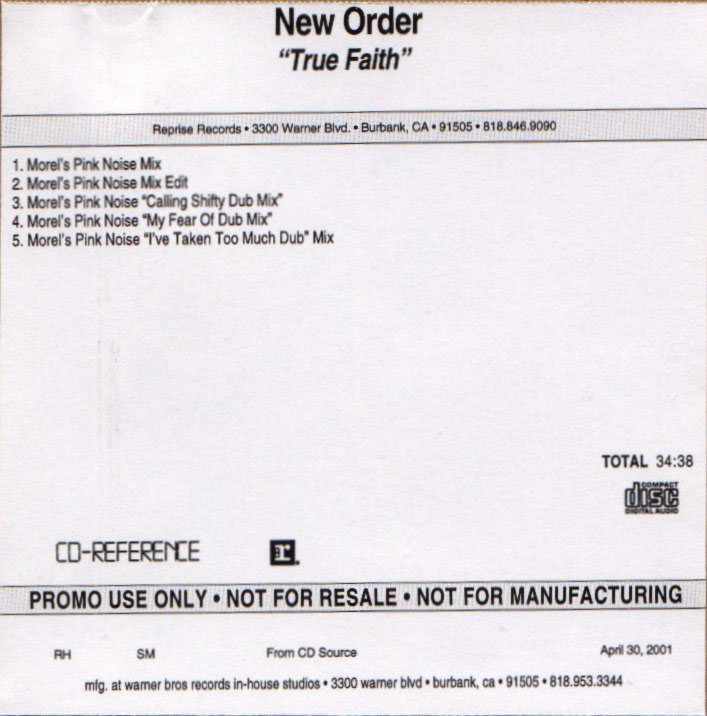 New Order
“True Faith”
Reprise Records • 3300 Warner Blvd. • Burbank, CA • 91505 • 818.846.9090
1. Morel's Pink Noise Mix
2. Morel's Pink Noise Mix Edit
3. Morel's Pink Noise “Calling Shifty Dub Mix”
4. Morel's Pink Noise “My Fear Of Dub Mix”
5. Morel's Pink Noise “I've Taken Too Much Dub” Mix
TOTAL 34:38
COMPACT
disc
DIGITAL AUDIO
CD-REFERENCE
PROMO USE ONLY • NOT FOR RESALE • NOT FOR MANUFACTURING
RH SM From CD Source April 30, 2001
mfg. at warner bros records in-house studios • 3300 warner blvd • burbank, ca • 91505 • 818.953.3344